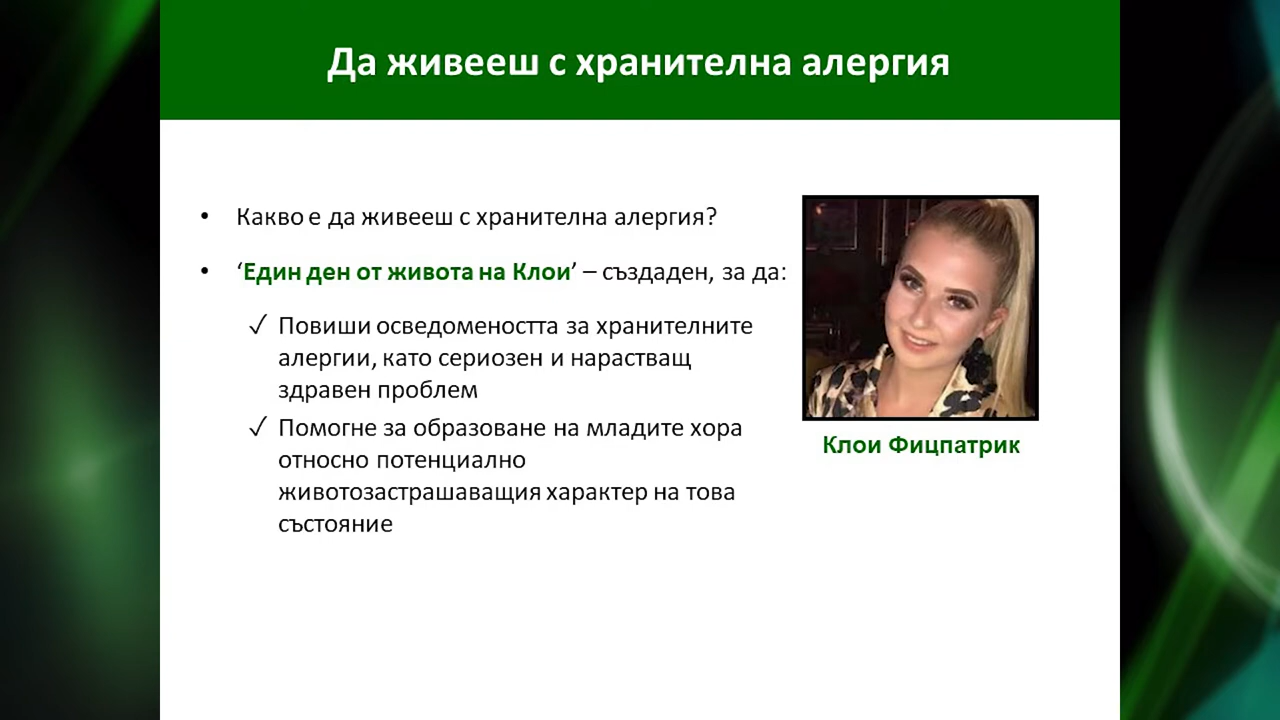 Да живееш с хранителна алергия
• Какво е да живееш с хранителна алергия?
• ‘Един ден от живота на Клои’ – създаден, за да:
✓ Повиши осведомеността за хранителните
алергии, като сериозен и нарастващ
здравен проблем
✓ Помогне за образоване на младите хора
относно потенциално
животозастрашаващия характер на това
състояние
Клои Фицпатрик